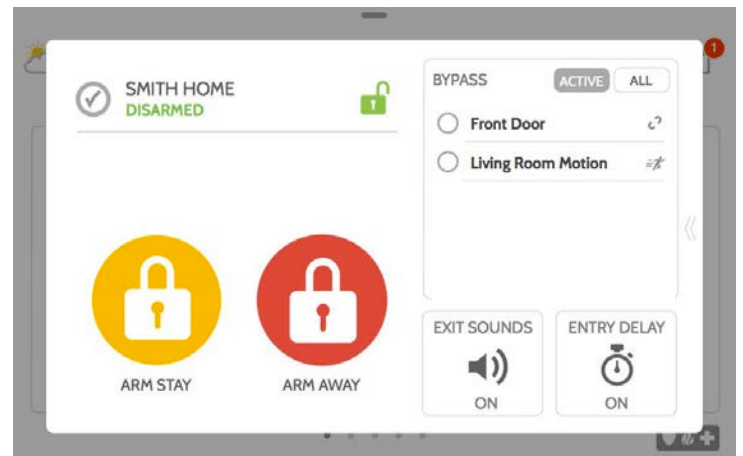 SMITH HOME
DISARMED
ARM STAY
ARM AWAY
BYPASS
ACTIVE
ALL
Front Door
Living Room Motion
EXIT SOUNDS
ON
ENTRY DELAY
ON
1